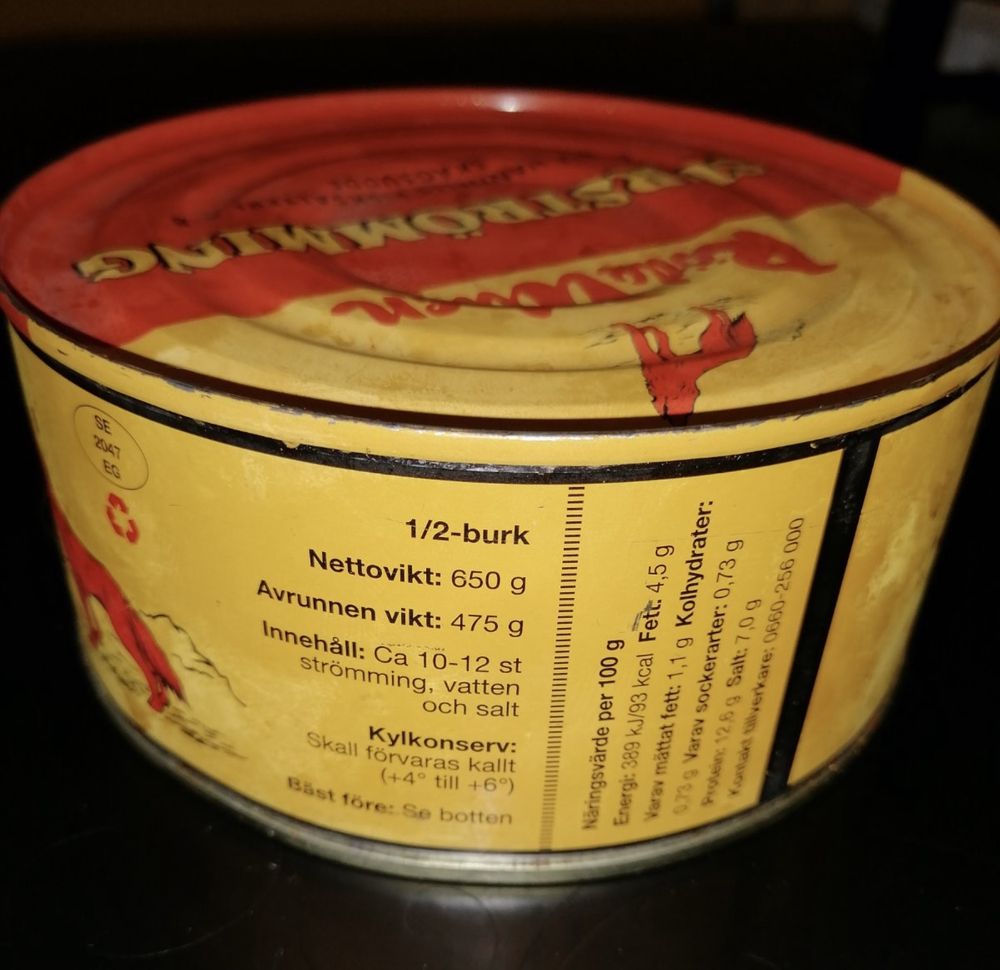 SURSTRÖMMING
Röda Ulven
SE
2047
EG
1/2-burk
Nettovikt: 650 g
Avrunnen vikt: 475 g
Innehåll: Ca 10-12 st
strömming, vatten
och salt
Kylkonserv:
Skall förvaras kallt
(+4° till +6°)
Bäst före: Se botten
Näringsvärde per 100 g
Energi: 389 kJ/93 kcal Fett: 4,5 g
Varav mättat fett: 1,1 g Kolhydrater:
0,73 g Varav sockerarter: 0,73 g
Protein: 12,6 g Salt: 7,0 g
Kontakt tillverkare: 0660-256 000